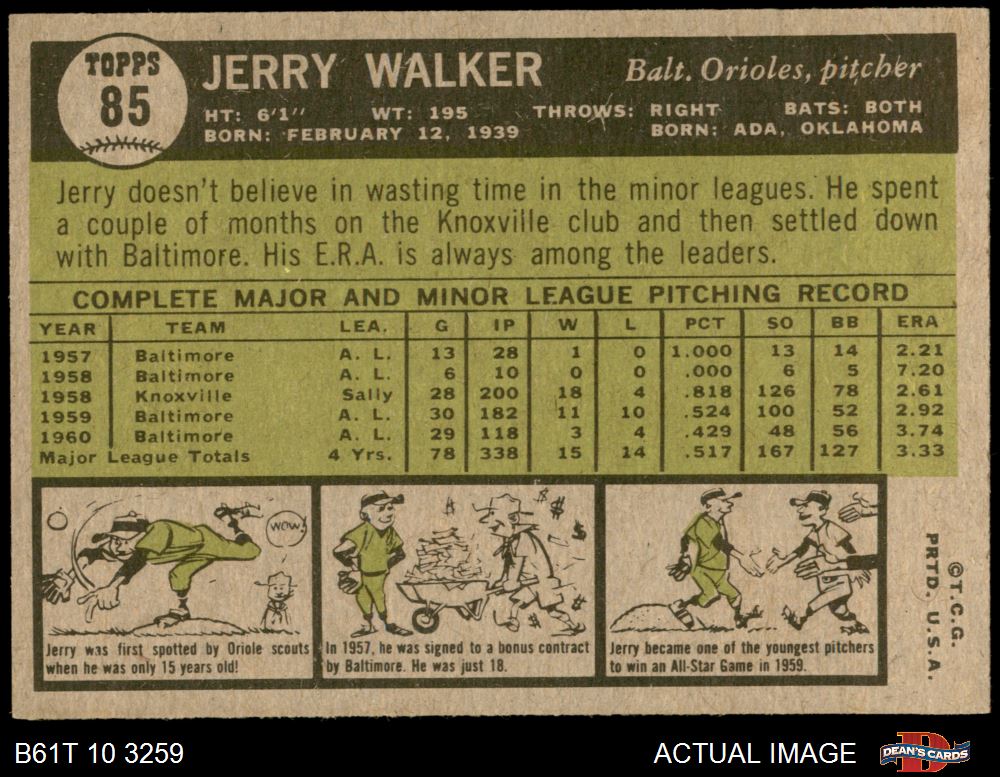 TOPPS
85
JERRY WALKER
Balt. Orioles, pitcher
HT: 6'1" WT: 195 THROWS: RIGHT BATS: BOTH
BORN: FEBRUARY 12, 1939 BORN: ADA, OKLAHOMA
Jerry doesn't believe in wasting time in the minor leagues. He spent
a couple of months on the Knoxville club and then settled down
with Baltimore. His E.R.A. is always among the leaders.
COMPLETE MAJOR AND MINOR LEAGUE PITCHING RECORD
YEAR TEAM LEA. G IP W L PCT SO BB ERA
1957 Baltimore A. L. 13 28 1 0 1.000 13 14 2.21
1958 Baltimore A. L. 6 10 0 0 .000 6 5 7.20
1958 Knoxville Sally 28 200 18 4 .818 126 78 2.61
1959 Baltimore A. L. 30 182 11 10 .524 100 52 2.92
1960 Baltimore A. L. 29 118 3 4 .429 48 56 3.74
Major League Totals 4 Yrs. 78 338 15 14 .517 167 127 3.33
WOW!
$ $ $ $ $ $
Jerry was first spotted by Oriole scouts
when he was only 15 years old!
In 1957, he was signed to a bonus contract
by Baltimore. He was just 18.
Jerry became one of the youngest pitchers
to win an All-Star Game in 1959.
©T.C.G.
PRTD. U.S.A.
B61T 10 3259
ACTUAL IMAGE
D
DEAN'S CARDS